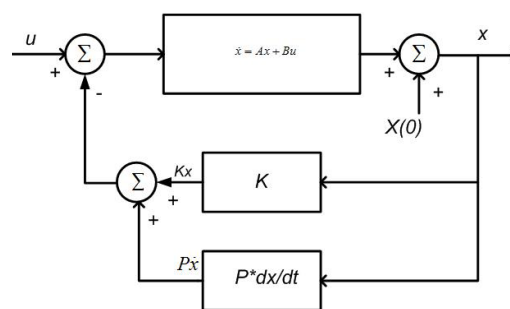 u
Σ
+
-
ẋ = Ax + Bu
+
Σ
+
x
X(0)
Σ
Kx
+
K
+
Pẋ
P*dx/dt